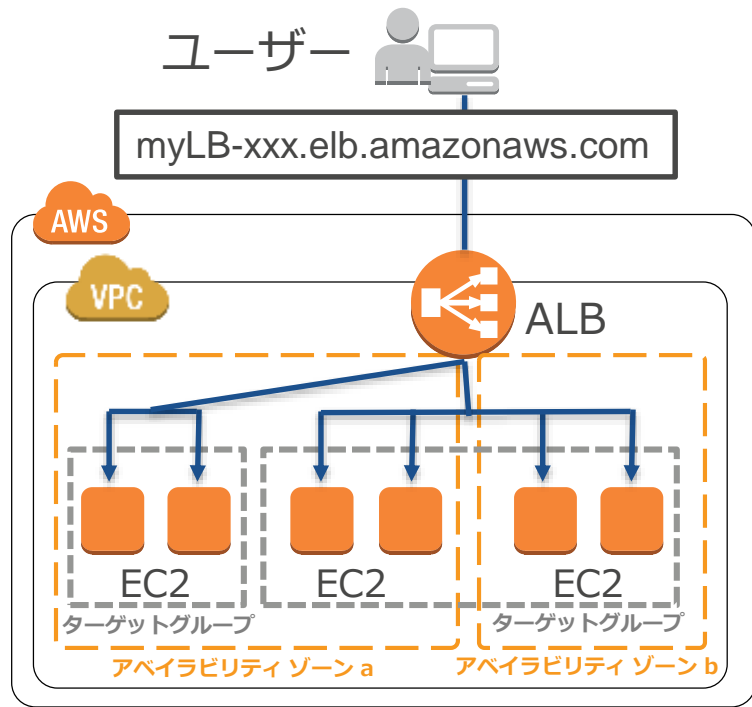 ユーザー
myLB-xxx.elb.amazonaws.com
AWS
VPC
ALB
EC2
EC2
EC2
ターゲットグループ
ターゲットグループ
アベイラビリティ ゾーン a
アベイラビリティ ゾーン b